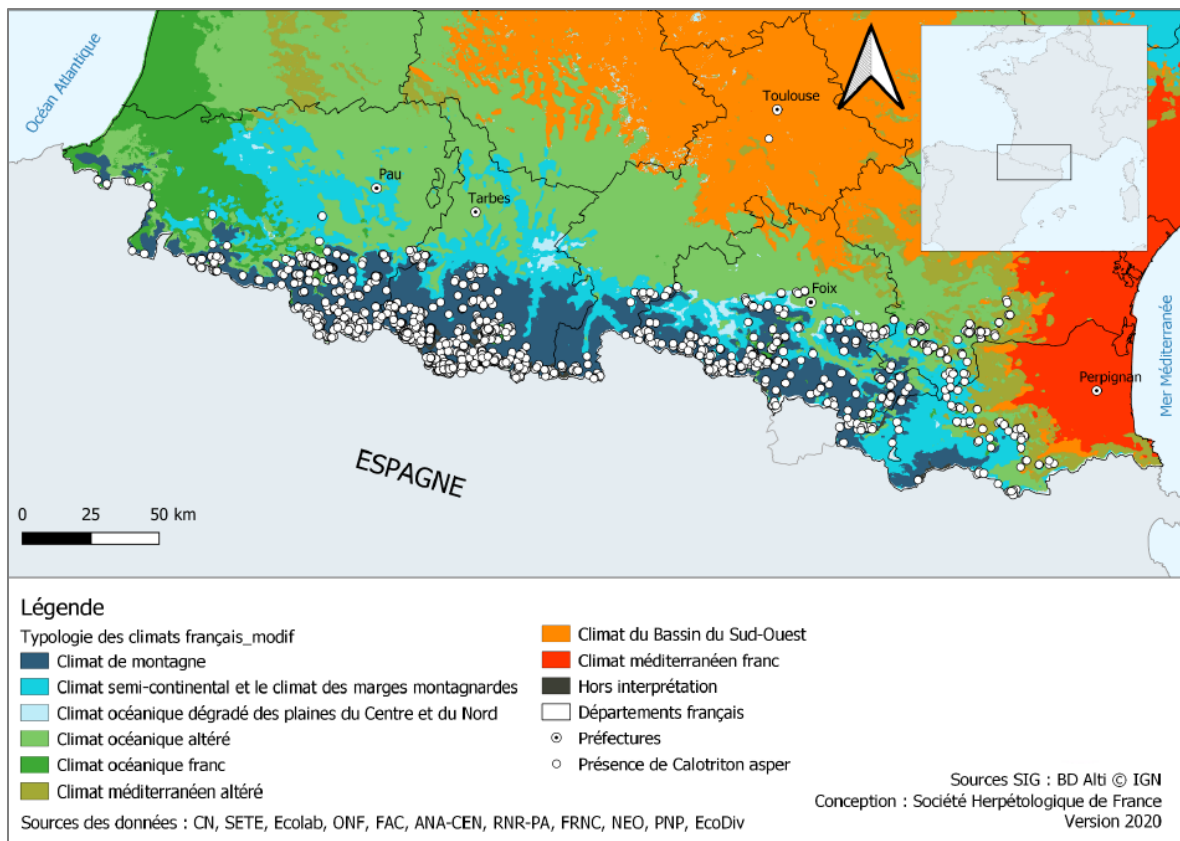 Océan Atlantique
Toulouse
Pau
Tarbes
Foix
Perpignan
Mer Méditerranée
ESPAGNE
0 25 50 km
Légende
Typologie des climats français_modif
Climat de montagne
Climat semi-continental et le climat des marges montagnardes
Climat océanique dégradé des plaines du Centre et du Nord
Climat océanique altéré
Climat océanique franc
Climat méditerranéen altéré
Climat du Bassin du Sud-Ouest
Climat méditerranéen franc
Hors interprétation
Départements français
Préfectures
Présence de Calotriton asper
Sources SIG : BD Alti © IGN
Conception : Société Herpétologique de France
Version 2020
Sources des données : CN, SETE, Ecolab, ONF, FAC, ANA-CEN, RNR-PA, FRNC, NEO, PNP, EcoDiv